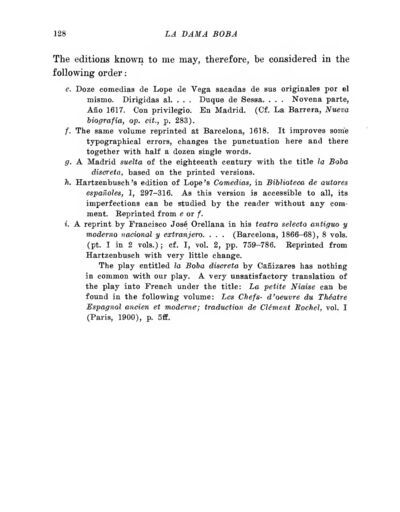 128 LA DAMA BOBA
The editions known to me may, therefore, be considered in the
following order:
e. Doze comedias de Lope de Vega sacadas de sus originales por el
mismo. Dirigidas al. . . . Duque de Sessa. . . . Novena parte,
Año 1617. Con privilegio. En Madrid. (Cf. La Barrera, Nueva
biografía, op. cit., p. 283).
f. The same volume reprinted at Barcelona, 1618. It improves some
typographical errors, changes the punctuation here and there
together with half a dozen single words.
g. A Madrid suelta of the eighteenth century with the title la Boba
discreta, based on the printed versions.
h. Hartzenbusch's edition of Lope's Comedias, in Biblioteca de autores
españoles, I, 297-316. As this version is accessible to all, its
imperfections can be studied by the reader without any com-
ment. Reprinted from e or f.
i. A reprint by Francisco José Orellana in his teatro selecto antiguo y
moderno nacional y extranjero. . . . (Barcelona, 1866-68), 8 vols.
(pt. I in 2 vols.); cf. I, vol. 2, pp. 759-786. Reprinted from
Hartzenbusch with very little change.
The play entitled la Boba discreta by Cañizares has nothing
in common with our play. A very unsatisfactory translation of
the play into French under the title: La petite Niaise can be
found in the following volume: Les Chefs- d'oeuvre du Théatre
Espagnol ancien et moderne; traduction de Clément Rochel, vol. I
(Paris, 1900), p. 5ff.